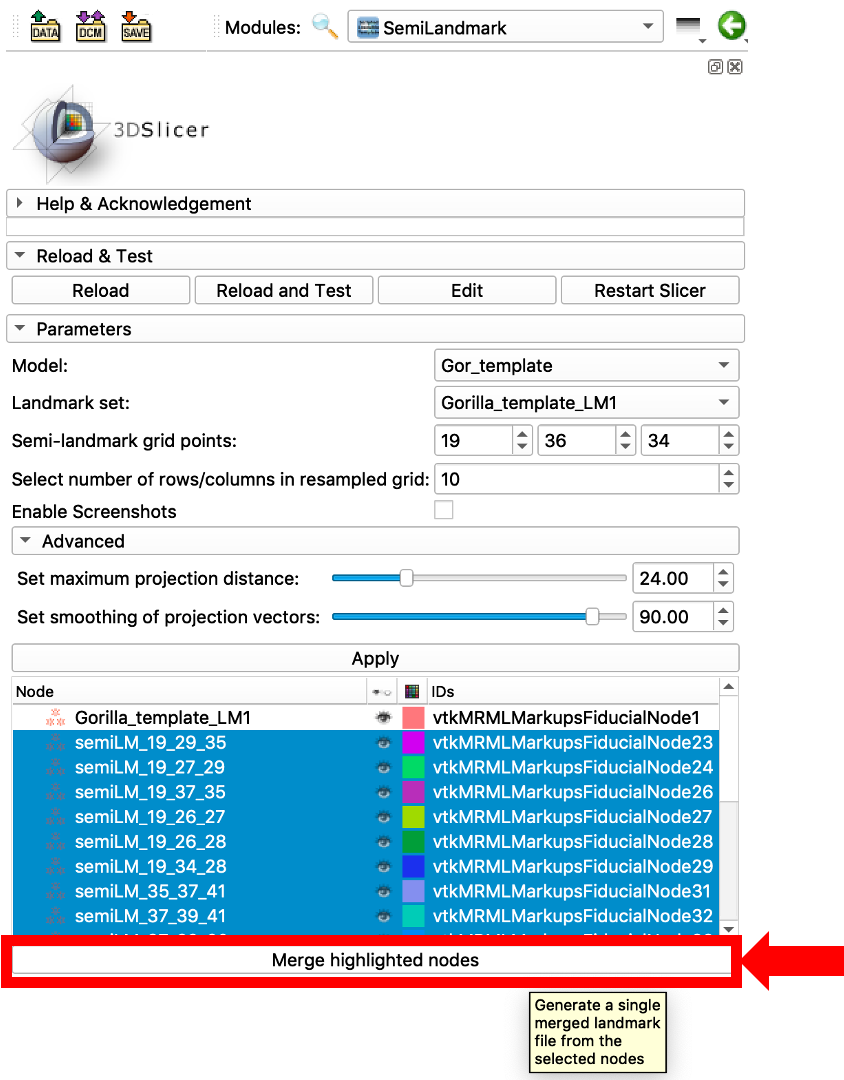 DATA DCM SAVE Modules: SemiLandmark
3DSlicer
Help & Acknowledgement
Reload & Test
Reload Reload and Test Edit Restart Slicer
Parameters
Model: Gor_template
Landmark set: Gorilla_template_LM1
Semi-landmark grid points: 19 36 34
Select number of rows/columns in resampled grid: 10
Enable Screenshots
Advanced
Set maximum projection distance: 24.00
Set smoothing of projection vectors: 90.00
Apply
Node IDs
Gorilla_template_LM1 vtkMRMLMarkupsFiducialNode1
semiLM_19_29_35 vtkMRMLMarkupsFiducialNode23
semiLM_19_27_29 vtkMRMLMarkupsFiducialNode24
semiLM_19_37_35 vtkMRMLMarkupsFiducialNode26
semiLM_19_26_27 vtkMRMLMarkupsFiducialNode27
semiLM_19_26_28 vtkMRMLMarkupsFiducialNode28
semiLM_19_34_28 vtkMRMLMarkupsFiducialNode29
semiLM_35_37_41 vtkMRMLMarkupsFiducialNode31
semiLM_37_39_41 vtkMRMLMarkupsFiducialNode32
Merge highlighted nodes
Generate a single
merged landmark
file from the
selected nodes